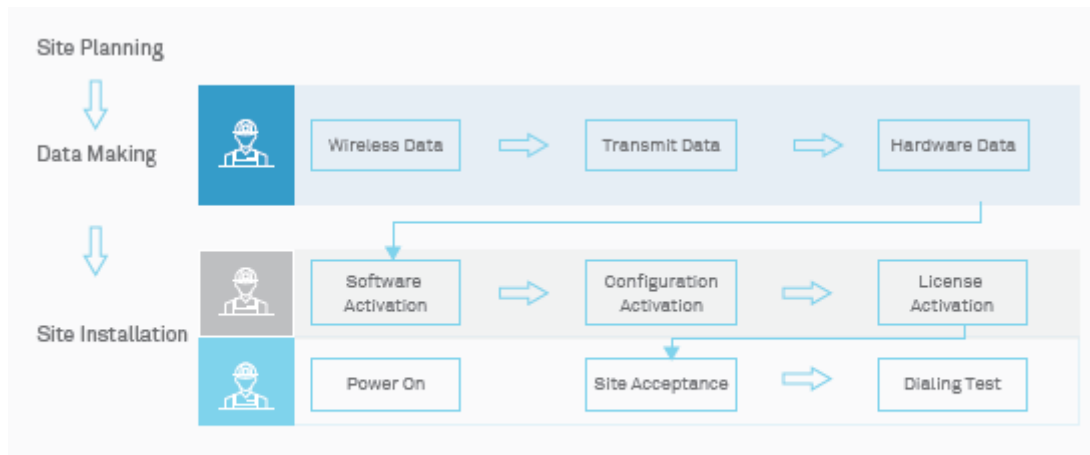 Site Planning
Data Making
Wireless Data
Transmit Data
Hardware Data
Site Installation
Software
Activation
Configuration
Activation
License
Activation
Power On
Site Acceptance
Dialing Test